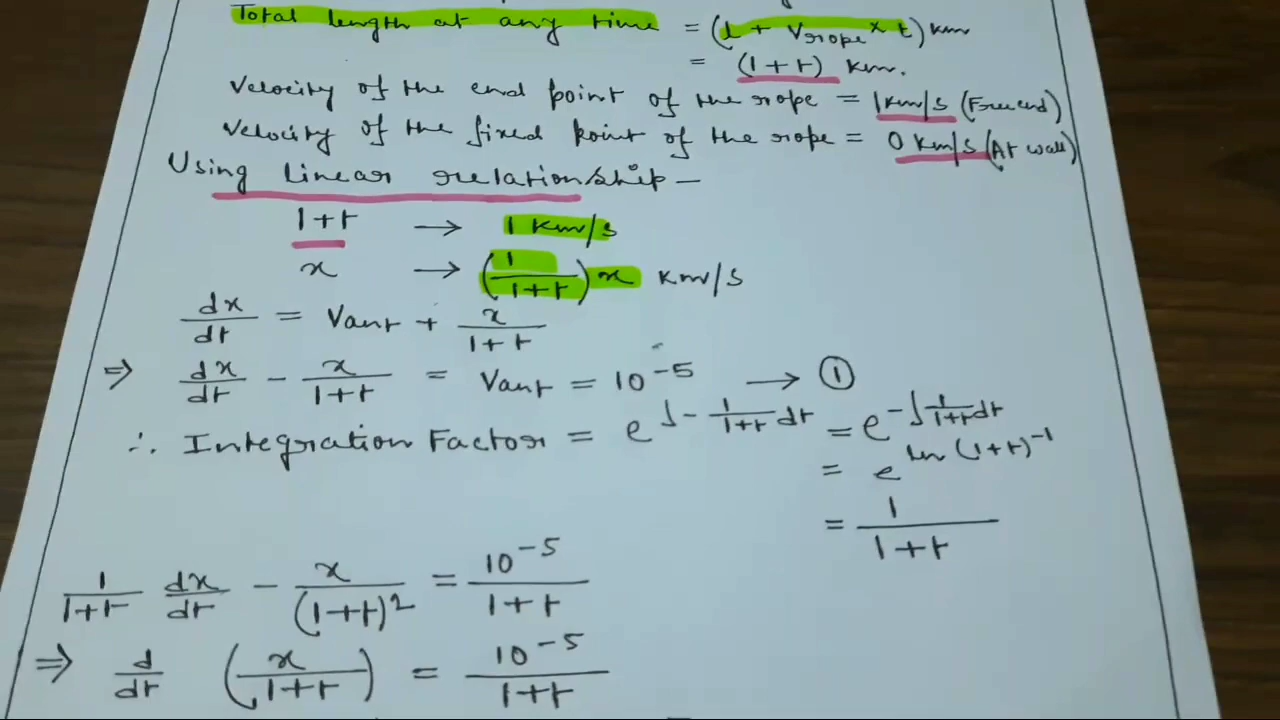 Total length at any time = (1 + Vrope x t) km
= (1+t) km.
Velocity of the end point of the rope = 1km/s (Free end)
Velocity of the fixed point of the rope = 0 km/s (At wall)
Using linear relationship –
1+t → 1 km/s
x → (1/(1+t)) x km/s
dx/dt = Vant + x/(1+t)
⇒ dx/dt - x/(1+t) = Vant = 10^-5 → ①
∴ Integration Factor = e^∫-1/(1+t) dt = e^-∫1/(1+t) dt
= e^ln(1+t)^-1
= 1/(1+t)
1/(1+t) dx/dt - x/(1+t)^2 = 10^-5/(1+t)
⇒ d/dt (x/(1+t)) = 10^-5/(1+t)